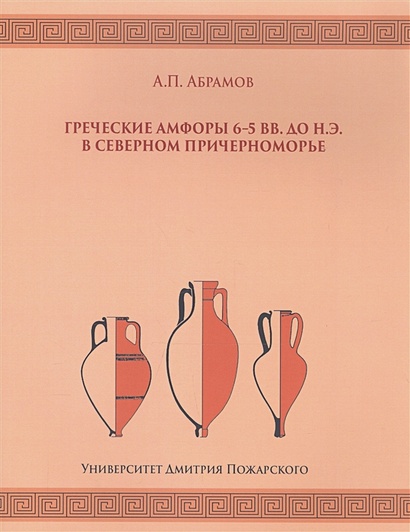 А.П. Абрамов
Греческие амфоры 6–5 вв. до н.э.
в Северном Причерноморье
Университет Дмитрия Пожарского